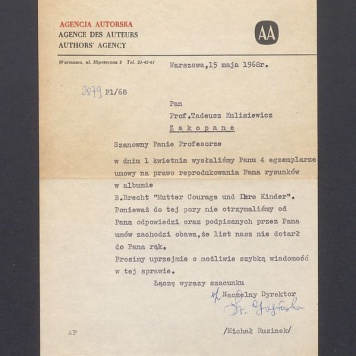 AGENCJA AUTORSKA
AGENCE DES AUTEURS
AUTHORS' AGENCY
AA
Warszawa, ul. Hipoteczna 2 Tel.
Warszawa, 15 maja 1968r.
2879 P1/68
Pan
Prof. Tadeusz Kulisiewicz
Zakopane
Szanowny Panie Profesorze
w dniu 1 kwietnia wysłaliśmy Panu 4 egzemplarze
umowy na prawo reprodukowania Pana rysunków
w albumie
B.Brecht "Mutter Courage und Ihre Kinder".
Ponieważ do tej pory nie otrzymaliśmy od
Pana odpowiedzi oraz podpisanych przez Pana
umów zachodzi obawa, że list nasz nie dotarł
do Pana rąk.
Prosimy uprzejmie o możliwie szybką wiadomość
w tej sprawie.
Łączę wyrazy szacunku
Naczelny Dyrektor
/Michał Rusinek/